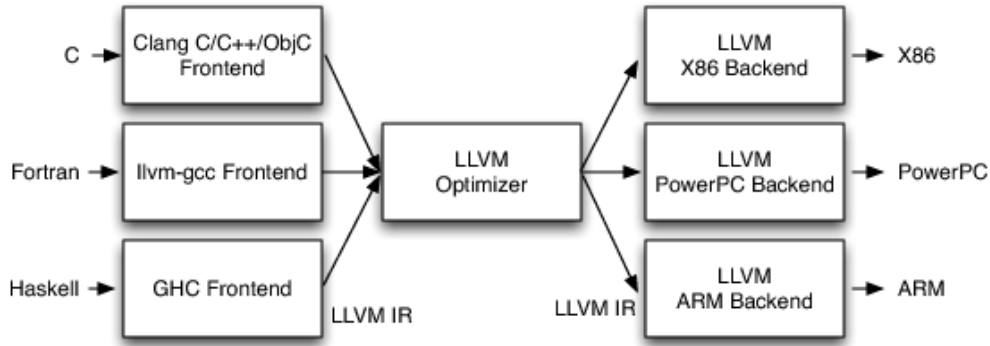 C
Clang C/C++/ObjC
Frontend
LLVM
X86 Backend
X86
Fortran
llvm-gcc Frontend
LLVM
Optimizer
LLVM
PowerPC Backend
PowerPC
Haskell
GHC Frontend
LLVM IR
LLVM IR
LLVM
ARM Backend
ARM